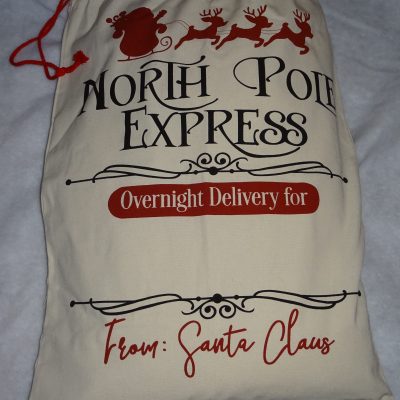 North Pole
Express
Overnight Delivery for
From: Santa Claus